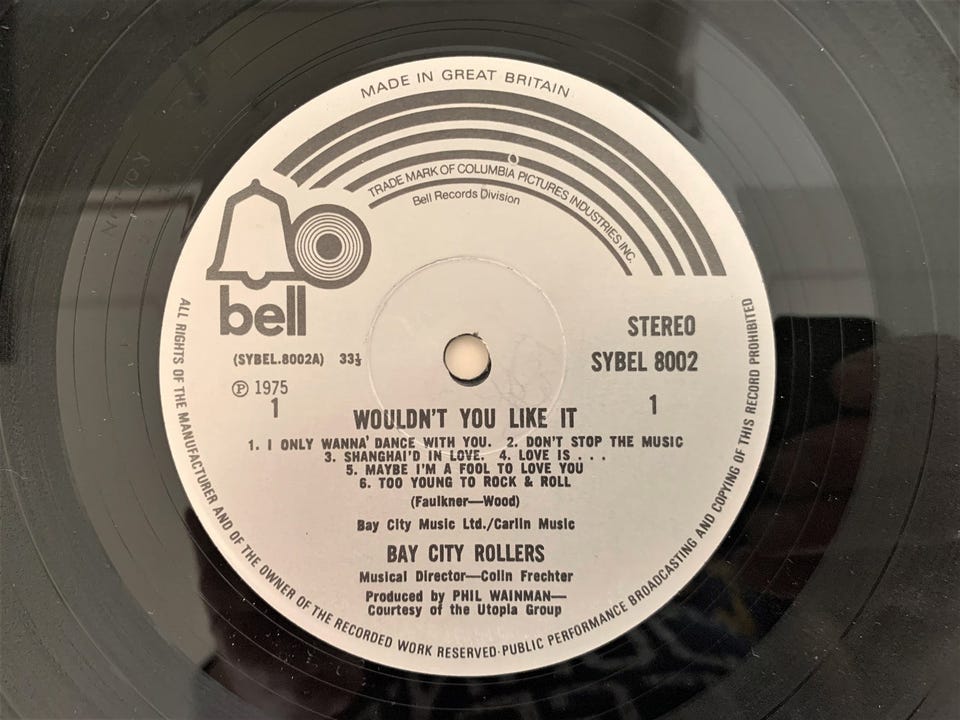 MADE IN GREAT BRITAIN
TRADE MARK OF COLUMBIA PICTURES INDUSTRIES INC.
Bell Records Division
bell
STEREO
(SYBEL.8002A) 33⅓
SYBEL 8002
℗ 1975
1
1
WOULDN'T YOU LIKE IT
1. I ONLY WANNA' DANCE WITH YOU. 2. DON'T STOP THE MUSIC
3. SHANGHAI'D IN LOVE. 4. LOVE IS . . .
5. MAYBE I'M A FOOL TO LOVE YOU
6. TOO YOUNG TO ROCK & ROLL
(Faulkner—Wood)
Bay City Music Ltd./Carlin Music
BAY CITY ROLLERS
Musical Director—Colin Frechter
Produced by PHIL WAINMAN—
Courtesy of the Utopia Group
ALL RIGHTS OF THE MANUFACTURER AND OF THE OWNER OF THE RECORDED WORK RESERVED·PUBLIC PERFORMANCE BROADCASTING AND COPYING OF THIS RECORD PROHIBITED